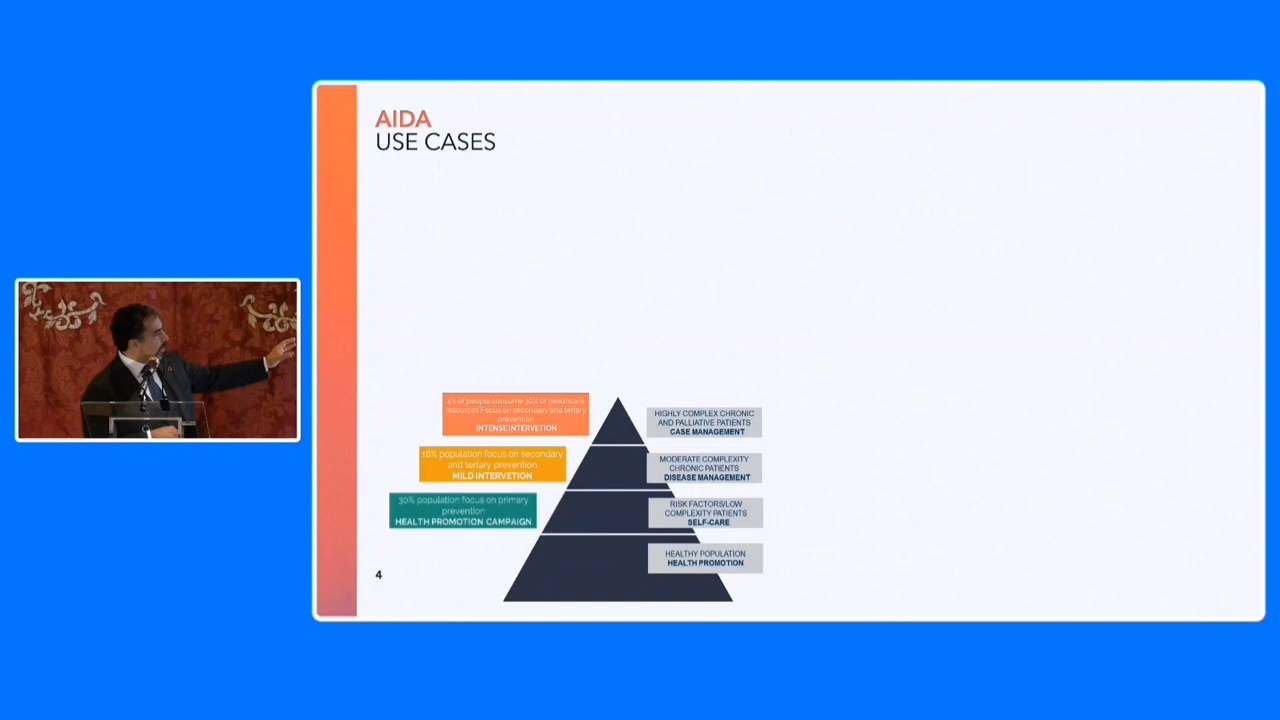 AIDA
USE CASES
4% of people consume 30% of healthcare
resources Focus on secondary and tertiary
prevention
INTENSE INTERVETION
HIGHLY COMPLEX CHRONIC
AND PALLIATIVE PATIENTS
CASE MANAGEMENT
16% population focus on secondary
and tertiary prevention
MILD INTERVETION
MODERATE COMPLEXITY
CHRONIC PATIENTS
DISEASE MANAGEMENT
30% population focus on primary
prevention:
HEALTH PROMOTION CAMPAIGN
RISK FACTORS/LOW
COMPLEXITY PATIENTS
SELF-CARE
HEALTHY POPULATION
HEALTH PROMOTION
4